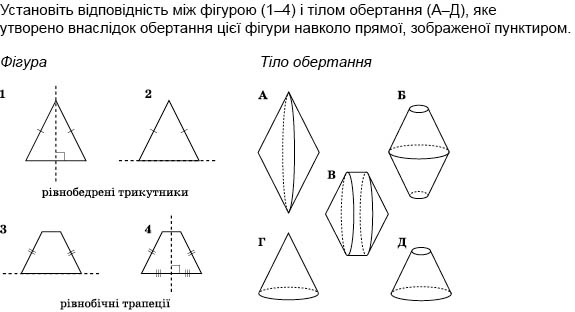 Установіть відповідність між фігурою (1–4) і тілом обертання (А–Д), яке
утворено внаслідок обертання цієї фігури навколо прямої, зображеної пунктиром.
Фігура
Тіло обертання
1
2
А
Б
рівнобедрені трикутники
В
3
4
Г
Д
рівнобічні трапеції